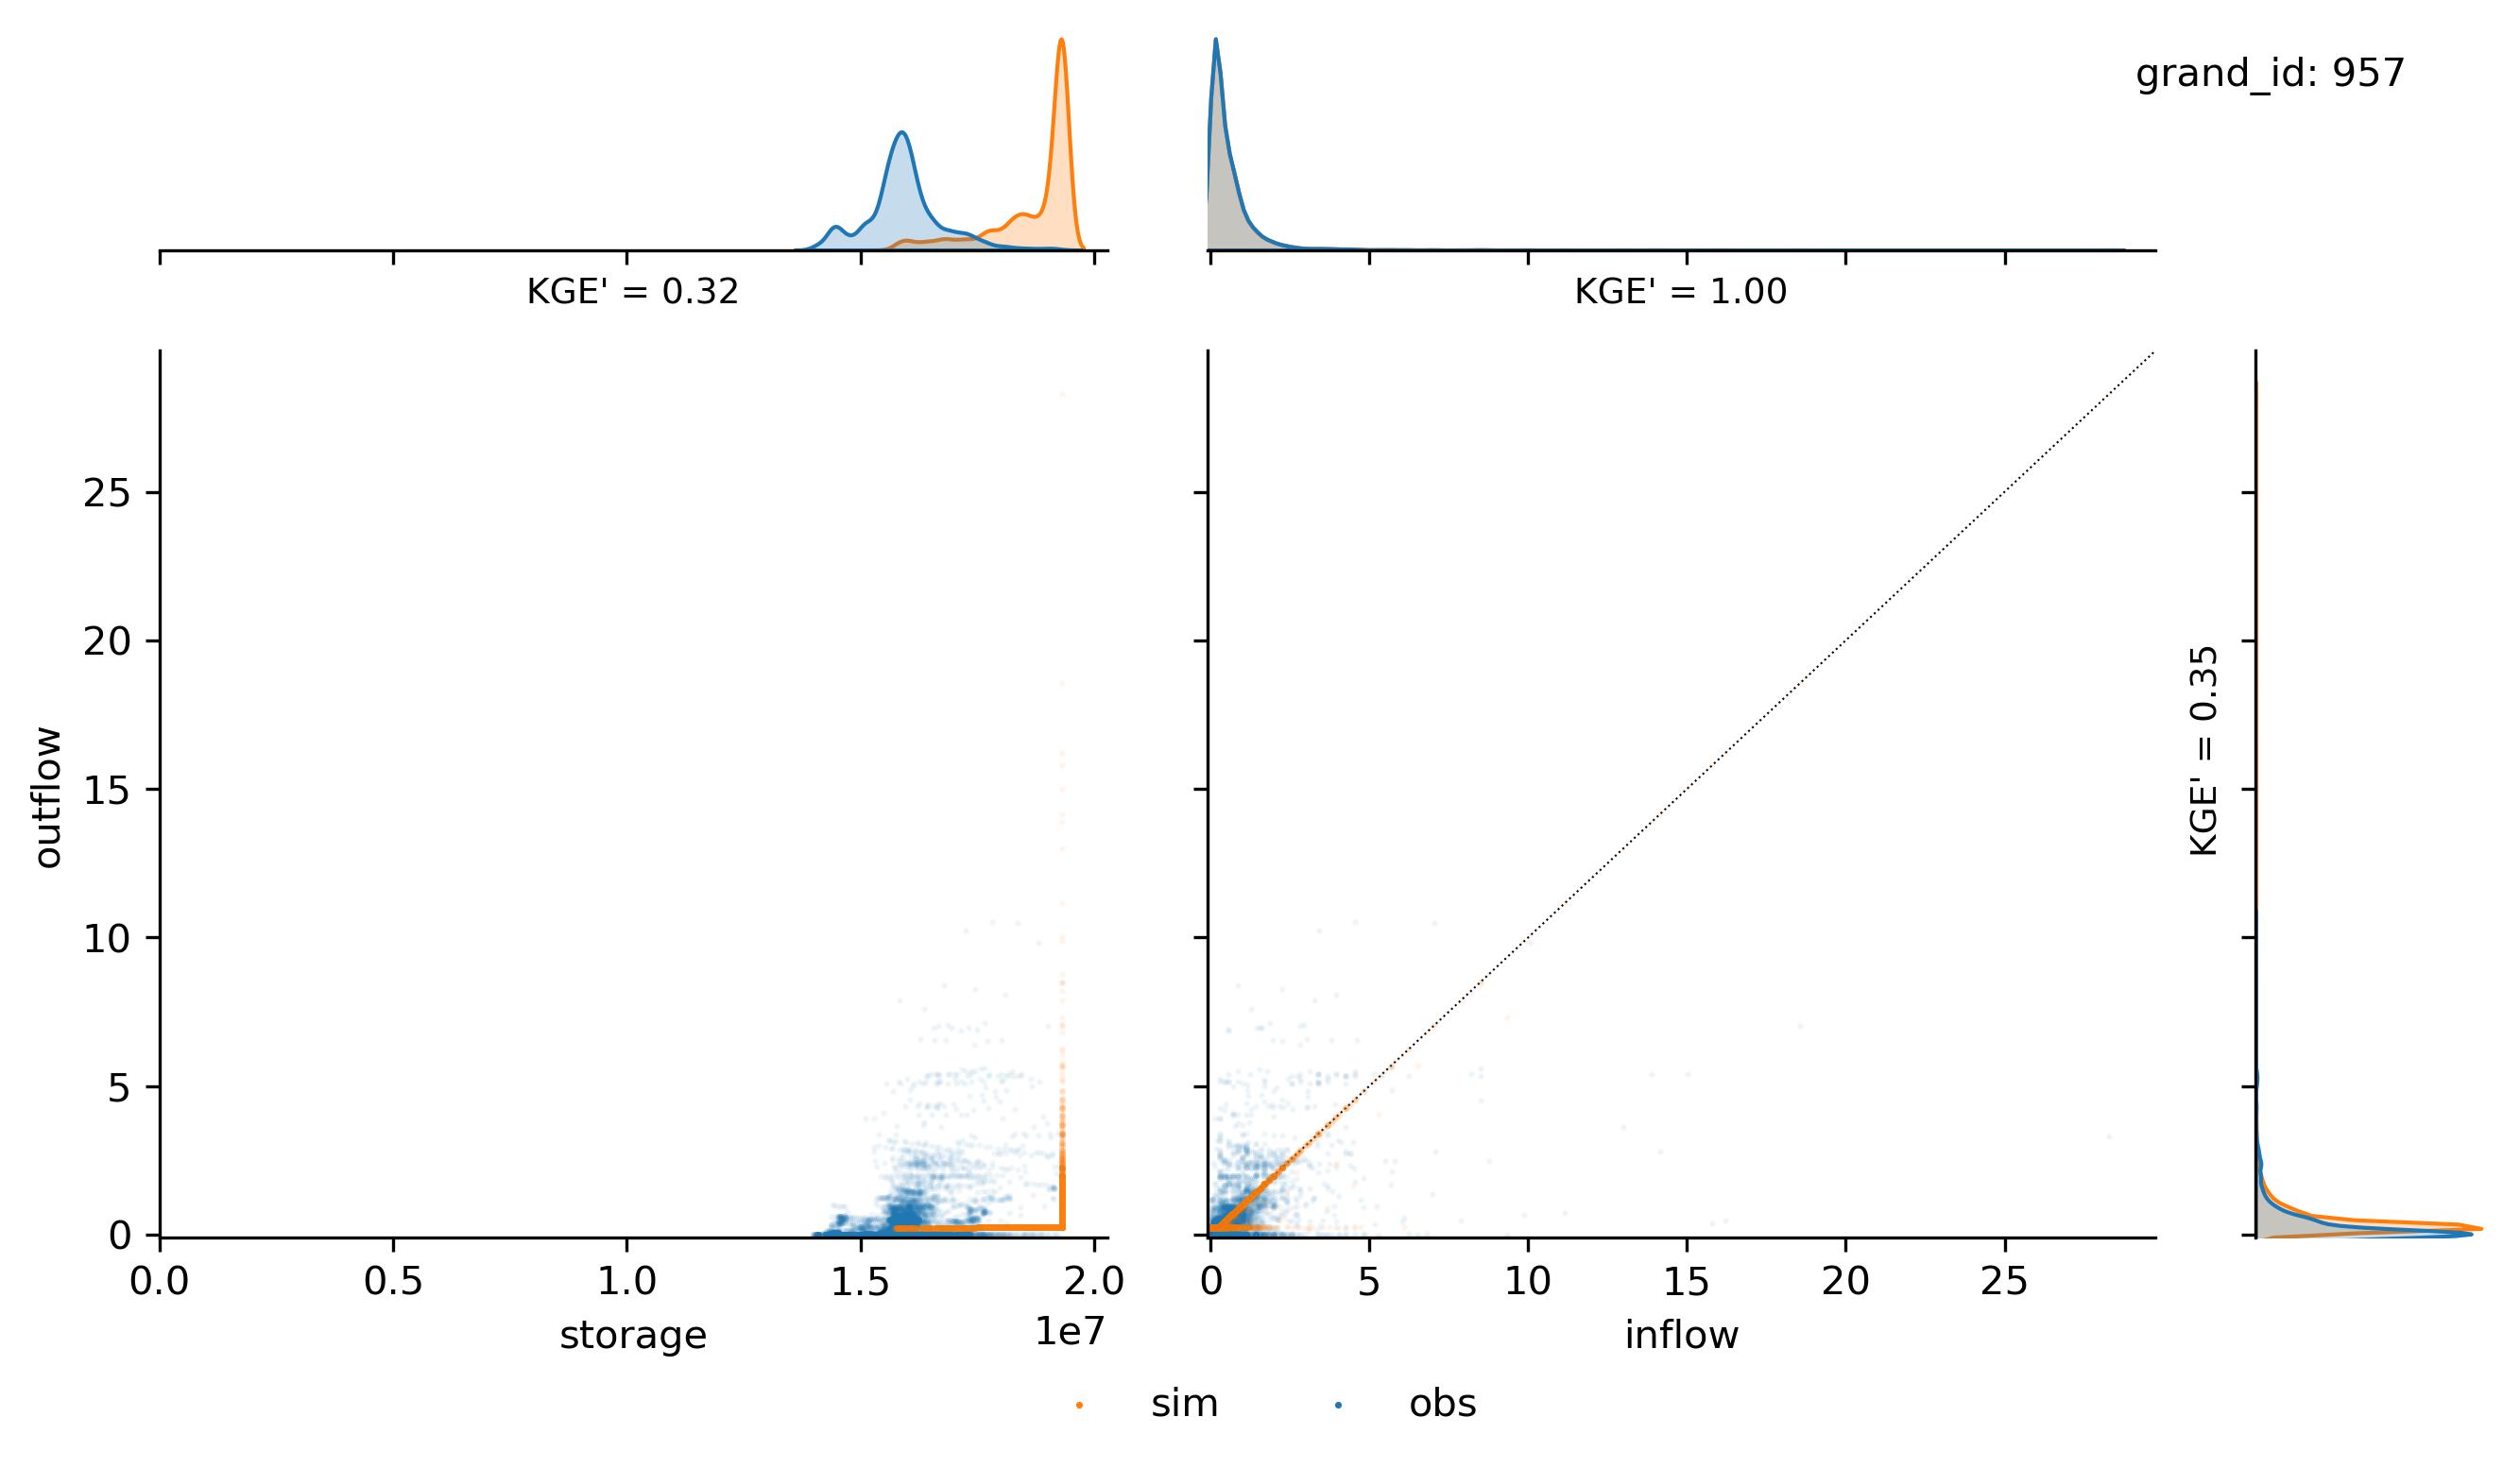 grand_id: 957
KGE' = 0.32
KGE' = 1.00
25
20
15
10
5
0
outflow
KGE' = 0.35
0.0 0.5 1.0 1.5 2.0
1e7
storage
0 5 10 15 20 25
inflow
sim obs